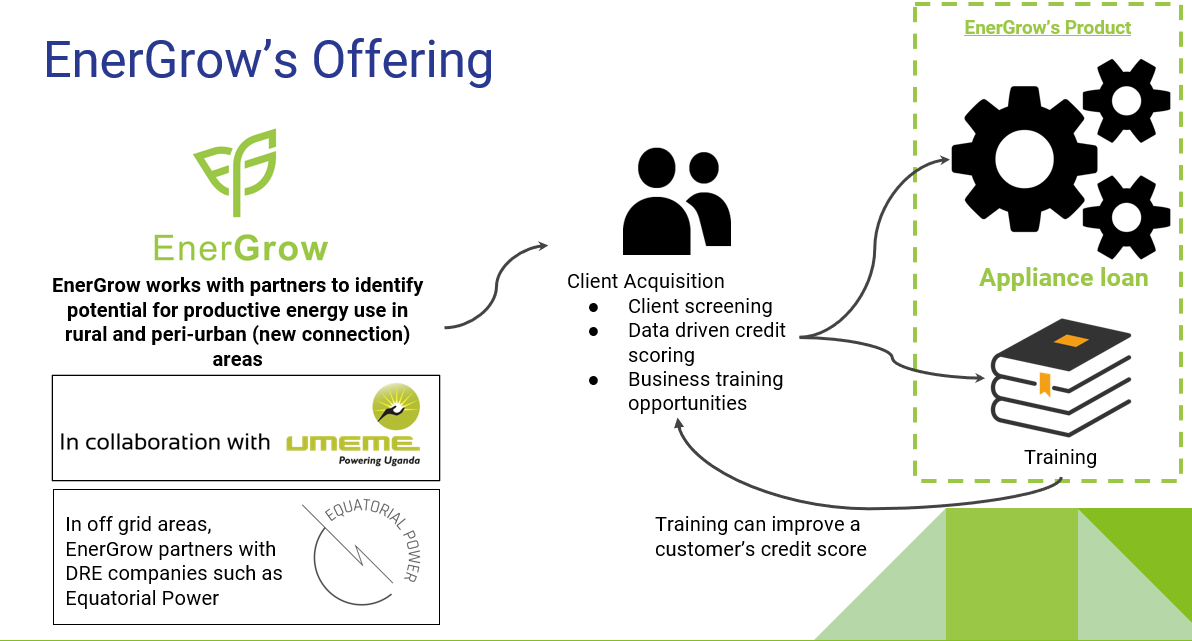 EnerGrow's Offering
EnerGrow
EnerGrow works with partners to identify
potential for productive energy use in
rural and peri-urban (new connection)
areas
In collaboration with UMEME
Powering Uganda
In off grid areas,
EnerGrow partners with
DRE companies such as
Equatorial Power
EQUATORIAL POWER
Client Acquisition
● Client screening
● Data driven credit
scoring
● Business training
opportunities
Training can improve a
customer's credit score
EnerGrow's Product
Appliance loan
Training